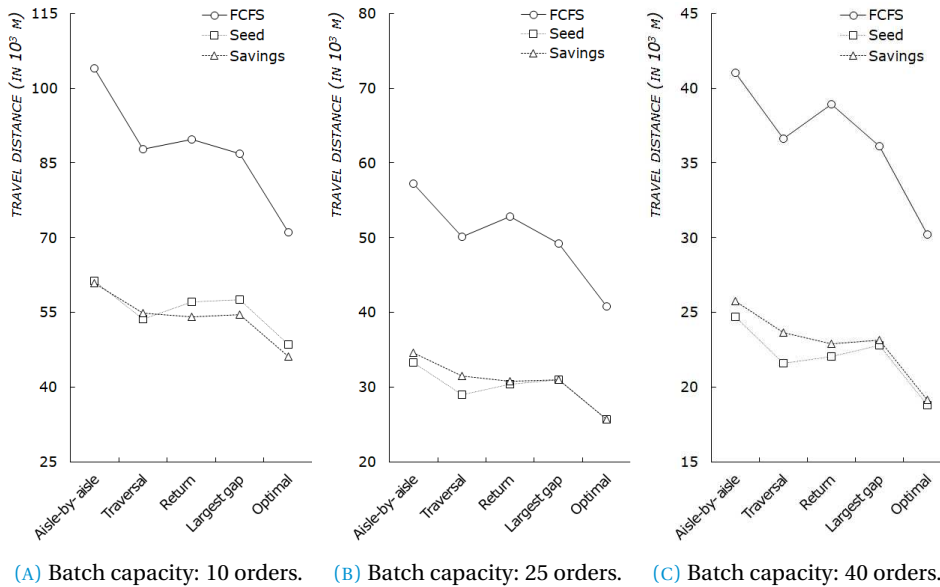 115
100
85
70
55
40
25
TRAVEL DISTANCE (IN 10³ M)
FCFS
Seed
Savings
Aisle-by- aisle
Traversal
Return
Largest gap
Optimal
(A) Batch capacity: 10 orders.
80
70
60
50
40
30
20
TRAVEL DISTANCE (IN 10³ M)
FCFS
Seed
Savings
Aisle-by- aisle
Traversal
Return
Largest gap
Optimal
(B) Batch capacity: 25 orders.
45
40
35
30
25
20
15
TRAVEL DISTANCE (IN 10³ M)
FCFS
Seed
Savings
Aisle-by- aisle
Traversal
Return
Largest gap
Optimal
(C) Batch capacity: 40 orders.